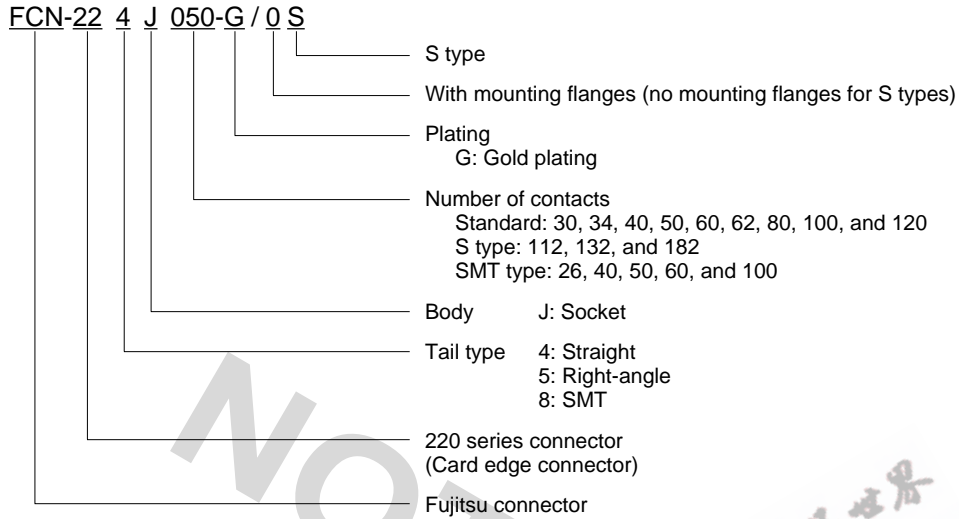 FCN-22 4 J 050-G / 0 S
S type
With mounting flanges (no mounting flanges for S types)
Plating
G: Gold plating
Number of contacts
Standard: 30, 34, 40, 50, 60, 62, 80, 100, and 120
S type: 112, 132, and 182
SMT type: 26, 40, 50, 60, and 100
Body J: Socket
Tail type 4: Straight
5: Right-angle
8: SMT
220 series connector
(Card edge connector)
Fujitsu connector